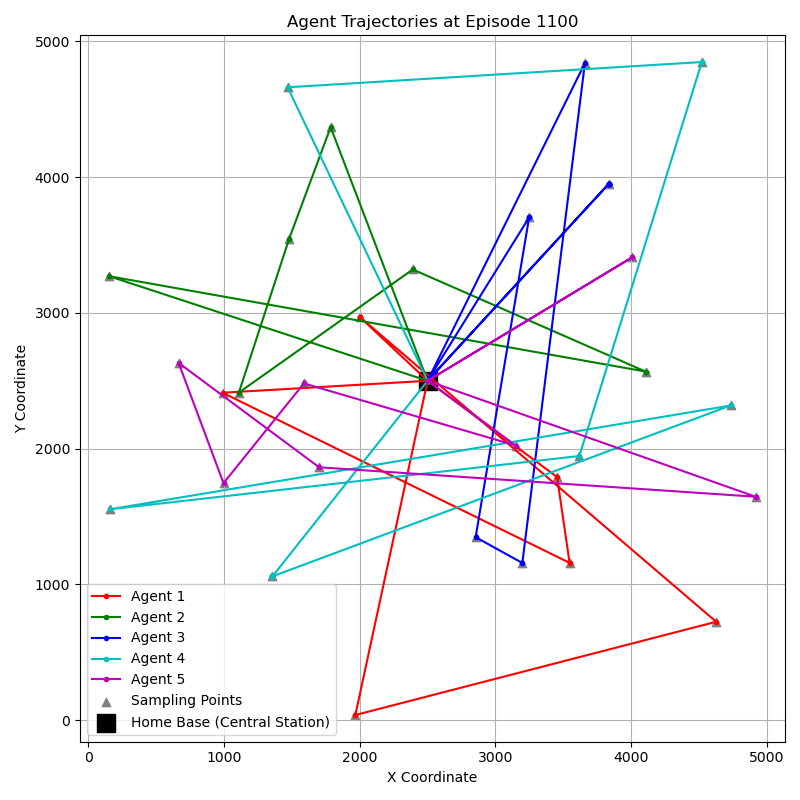 Agent Trajectories at Episode 1100
5000
4000
3000
2000
1000
0
Y Coordinate
Agent 1
Agent 2
Agent 3
Agent 4
Agent 5
Sampling Points
Home Base (Central Station)
0 1000 2000 3000 4000 5000
X Coordinate